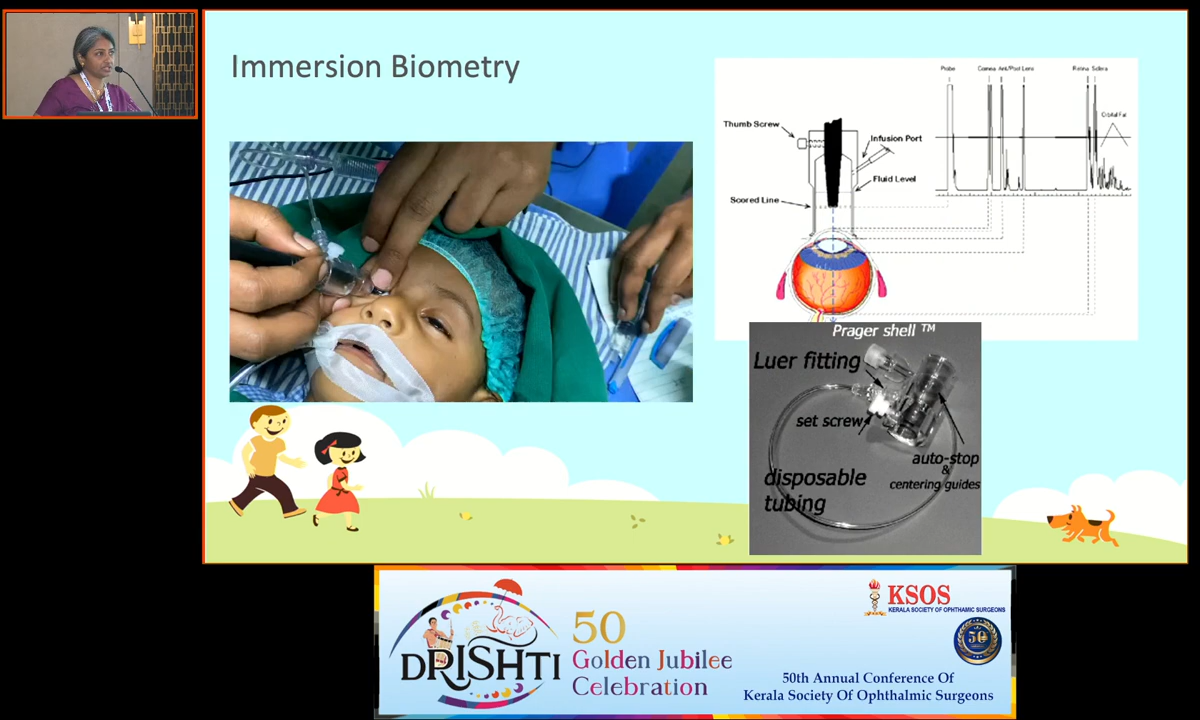 Immersion Biometry
Probe Cornea Ant/Post Lens Retina Sclera
Orbital Fat
Thumb Screw
Infusion Port
Fluid Level
Scored Line
Prager shell ™
Luer fitting
set screw
auto-stop
&
centering guides
disposable
tubing
DRISHTI
50
Golden Jubilee
Celebration
KSOS
KERALA SOCIETY OF OPHTHAMIC SURGEONS
50
50th Annual Conference Of
Kerala Society Of Ophthalmic Surgeons